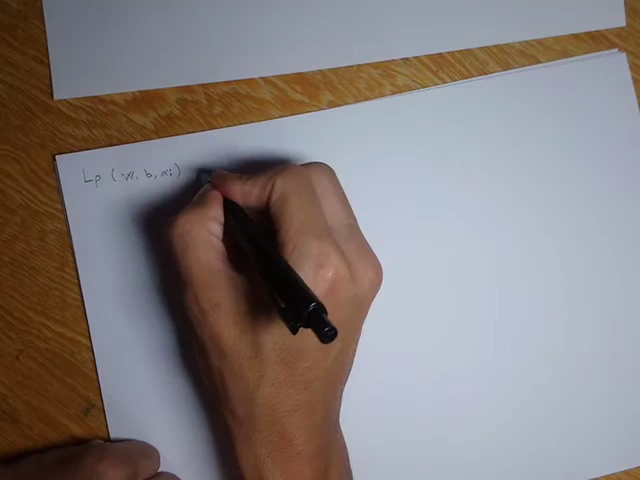 Lp (w, b, αi)